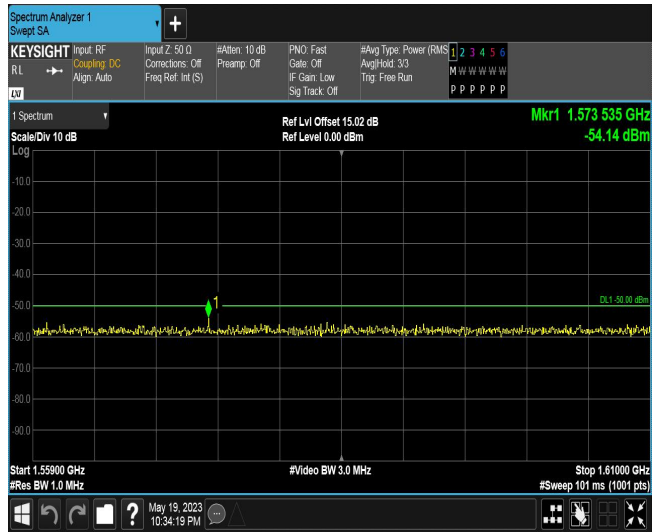 Spectrum Analyzer 1
Swept SA
+
KEYSIGHT Input: RF Input Z: 50 Ω #Atten: 10 dB PNO: Fast #Avg Type: Power (RMS 1 2 3 4 5 6
RL Coupling: DC Corrections: Off Preamp: Off Gate: Off Avg|Hold: 3/3 M W W W W W
Align: Auto Freq Ref: Int (S) IF Gain: Low Trig: Free Run
LXI Sig Track: Off P P P P P P
1 Spectrum Ref Lvl Offset 15.02 dB Mkr1 1.573 535 GHz
Scale/Div 10 dB Ref Level 0.00 dBm -54.14 dBm
Log
-10.0
-20.0
-30.0
-40.0
1
DL1 -50.00 dBm
-50.0
-60.0
-70.0
-80.0
-90.0
Start 1.55900 GHz #Video BW 3.0 MHz Stop 1.61000 GHz
#Res BW 1.0 MHz #Sweep 101 ms (1001 pts)
? May 19, 2023
10:34:19 PM